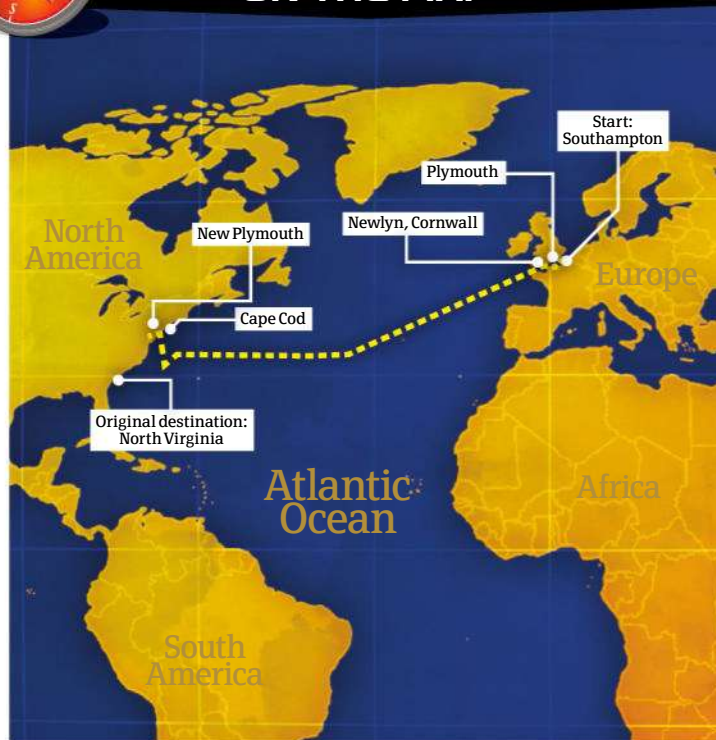 Start:
Southampton
Plymouth
Newlyn, Cornwall
North
America
New Plymouth
Europe
Cape Cod
Original destination:
North Virginia
Atlantic
Ocean
Africa
South
America